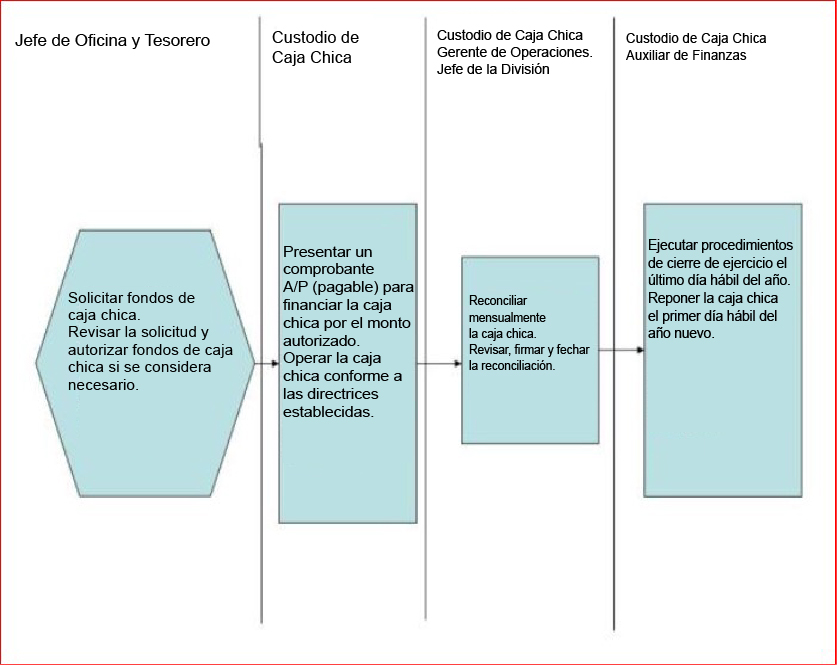 Jefe de Oficina y Tesorero
Custodio de
Caja Chica
Custodio de Caja Chica
Gerente de Operaciones.
Jefe de la División
Custodio de Caja Chica
Auxiliar de Finanzas
Solicitar fondos de
caja chica.
Revisar la solicitud y
autorizar fondos de caja
chica si se considera
necesario.
Presentar un
comprobante
A/P (pagable) para
financiar la caja
chica por el monto
autorizado.
Operar la caja
chica conforme a
las directrices
establecidas.
Reconciliar
mensualmente
la caja chica.
Revisar, firmar y fechar
la reconciliación.
Ejecutar procedimientos
de cierre de ejercicio el
último día hábil del año.
Reponer la caja chica
el primer día hábil del
año nuevo.